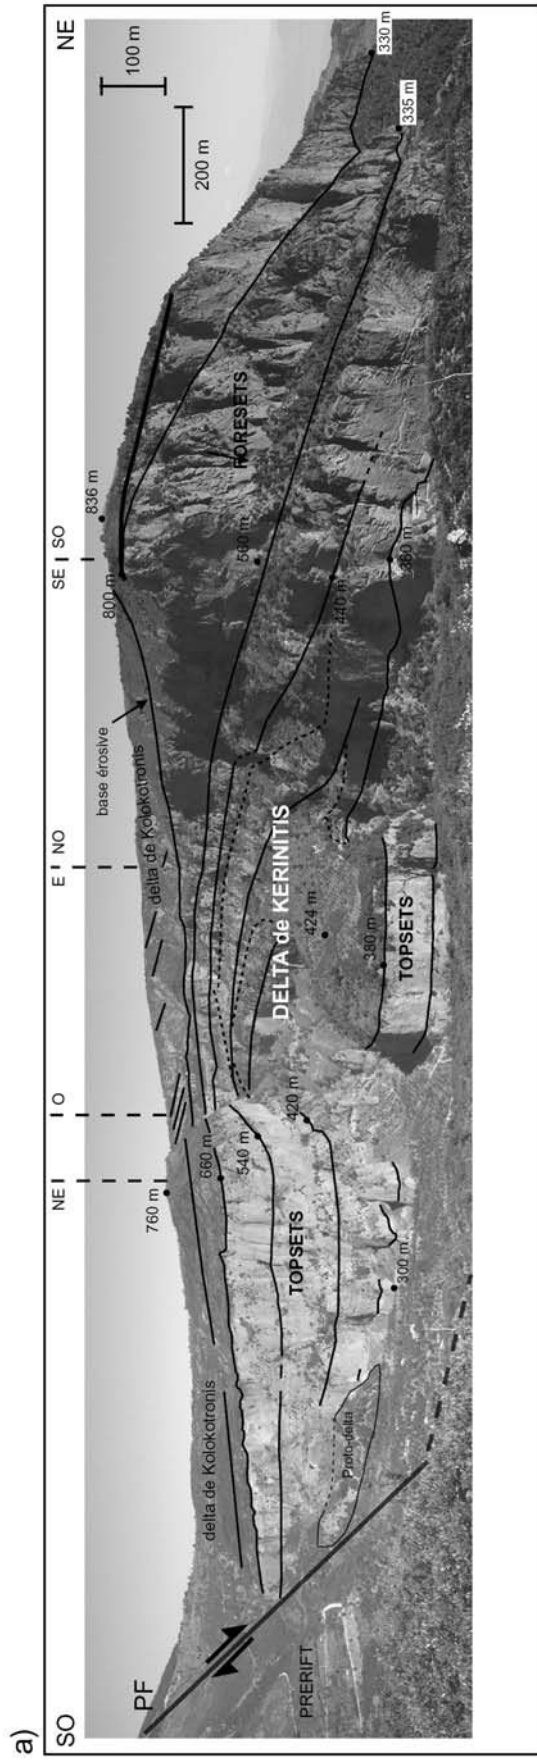 a)
SO
NE
O
E
NO
SE
SO
NE
PF
PRERIFT
760 m
660 m
540 m
420 m
300 m
delta de Kolokotronis
TOPSETS
Proto-delta
delta de Kolokotronis
base érosive
DELTA de KERINITIS
424 m
380 m
TOPSETS
800 m
836 m
560 m
440 m
380 m
FORESETS
100 m
200 m
330 m
335 m